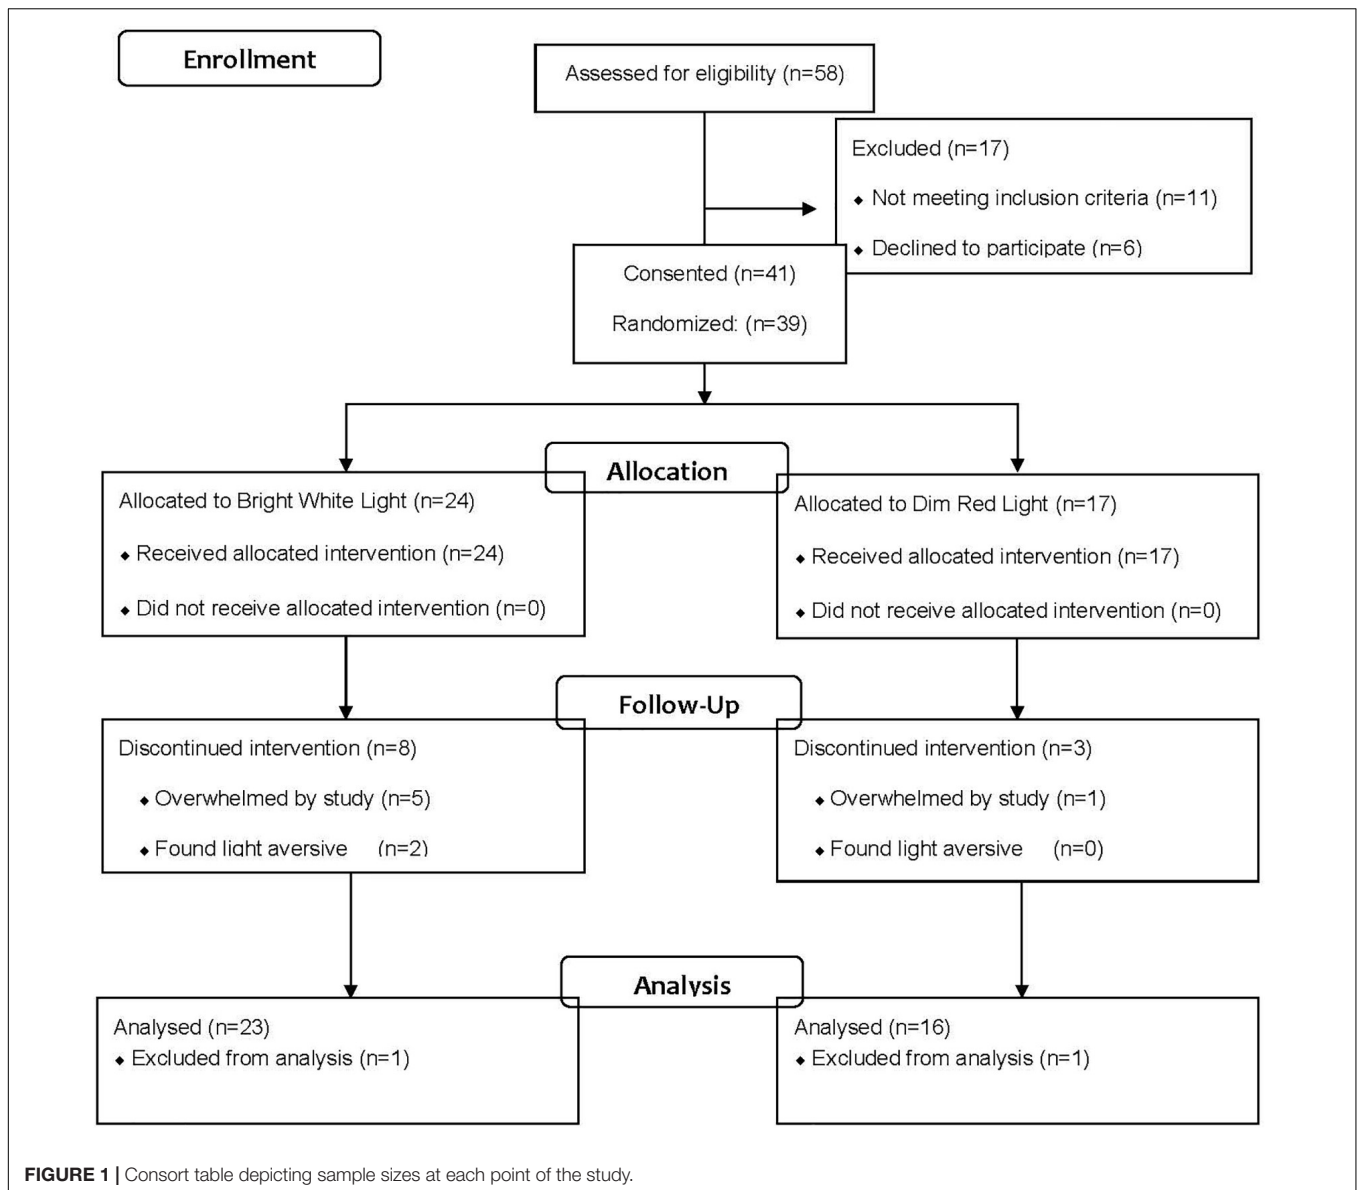 Enrollment
Assessed for eligibility (n=58)
Excluded (n=17)
◆ Not meeting inclusion criteria (n=11)
◆ Declined to participate (n=6)
Consented (n=41)
Randomized: (n=39)
Allocation
Allocated to Bright White Light (n=24)
◆ Received allocated intervention (n=24)
◆ Did not receive allocated intervention (n=0)
Allocated to Dim Red Light (n=17)
◆ Received allocated intervention (n=17)
◆ Did not receive allocated intervention (n=0)
Follow-Up
Discontinued intervention (n=8)
◆ Overwhelmed by study (n=5)
◆ Found light aversive (n=2)
Discontinued intervention (n=3)
◆ Overwhelmed by study (n=1)
◆ Found light aversive (n=0)
Analysis
Analysed (n=23)
◆ Excluded from analysis (n=1)
Analysed (n=16)
◆ Excluded from analysis (n=1)
FIGURE 1 | Consort table depicting sample sizes at each point of the study.